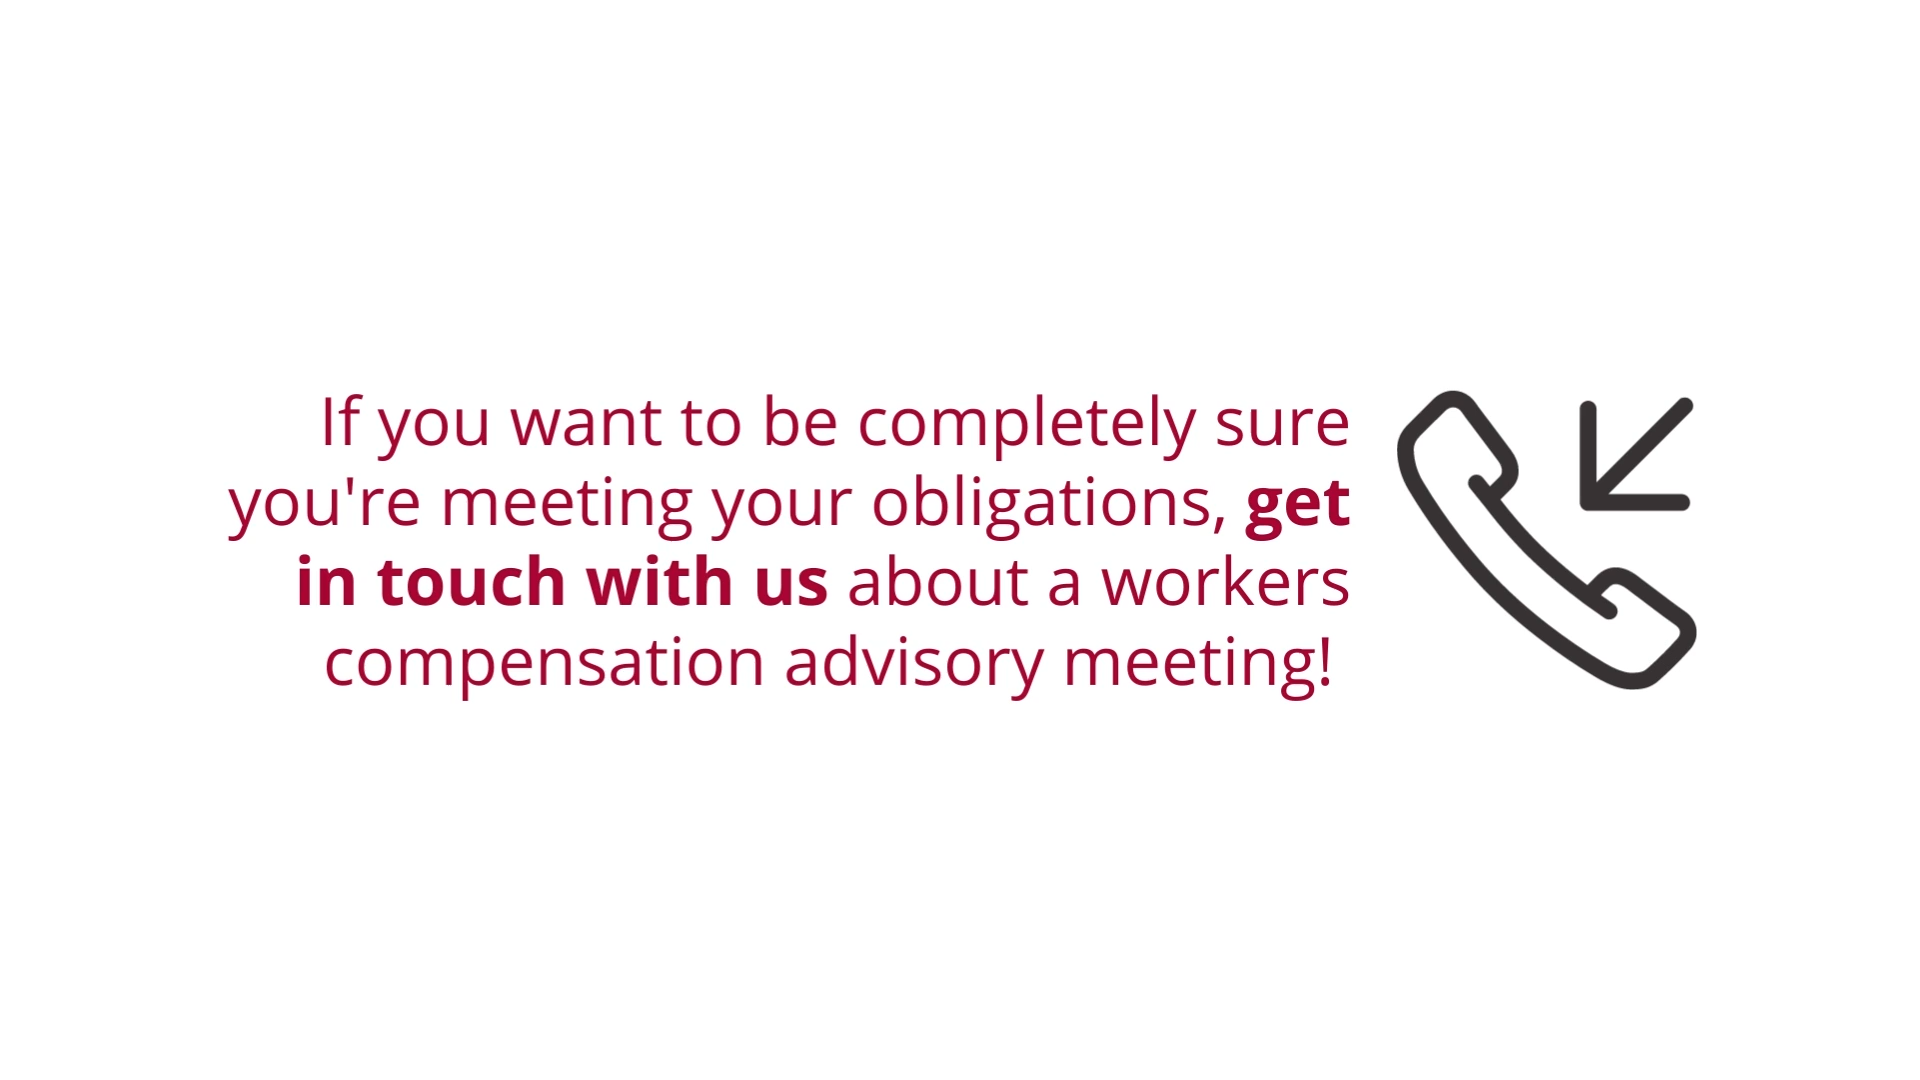 If you want to be completely sure
you're meeting your obligations, get
in touch with us about a workers
compensation advisory meeting!